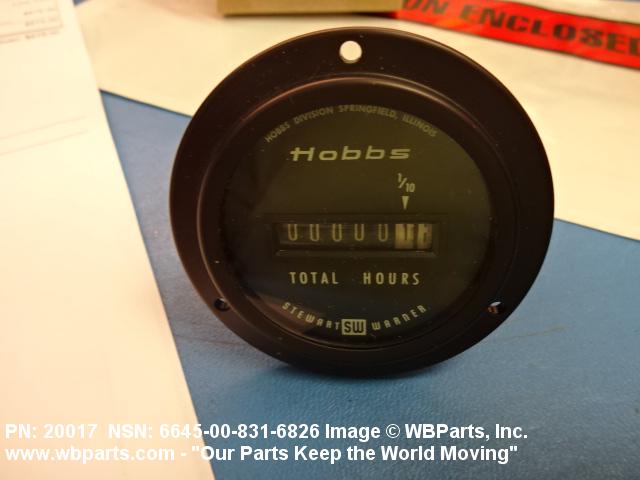 ON ENCLOSED
HOBBS DIVISION SPRINGFIELD, ILLINOIS
Hobbs
1/10
00000
TOTAL HOURS
STEWART SW WARNER
PN: 20017 NSN: 6645-00-831-6826 Image © WBParts, Inc.
www.wbparts.com - "Our Parts Keep the World Moving"